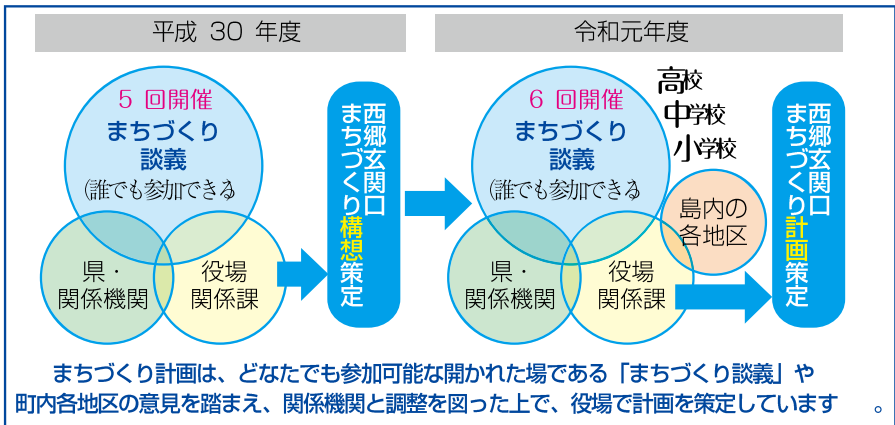 平成 30 年度
5 回開催
まちづくり
談義
(誰でも参加できる
県・
関係機関
役場
関係課
西郷玄関口
まちづくり構想策定
令和元年度
6 回開催
まちづくり
談義
(誰でも参加できる
県・
関係機関
役場
関係課
高校
中学校
小学校
島内の
各地区
西郷玄関口
まちづくり計画策定
まちづくり計画は、どなたでも参加可能な開かれた場である「まちづくり談義」や
町内各地区の意見を踏まえ、関係機関と調整を図った上で、役場で計画を策定しています 。